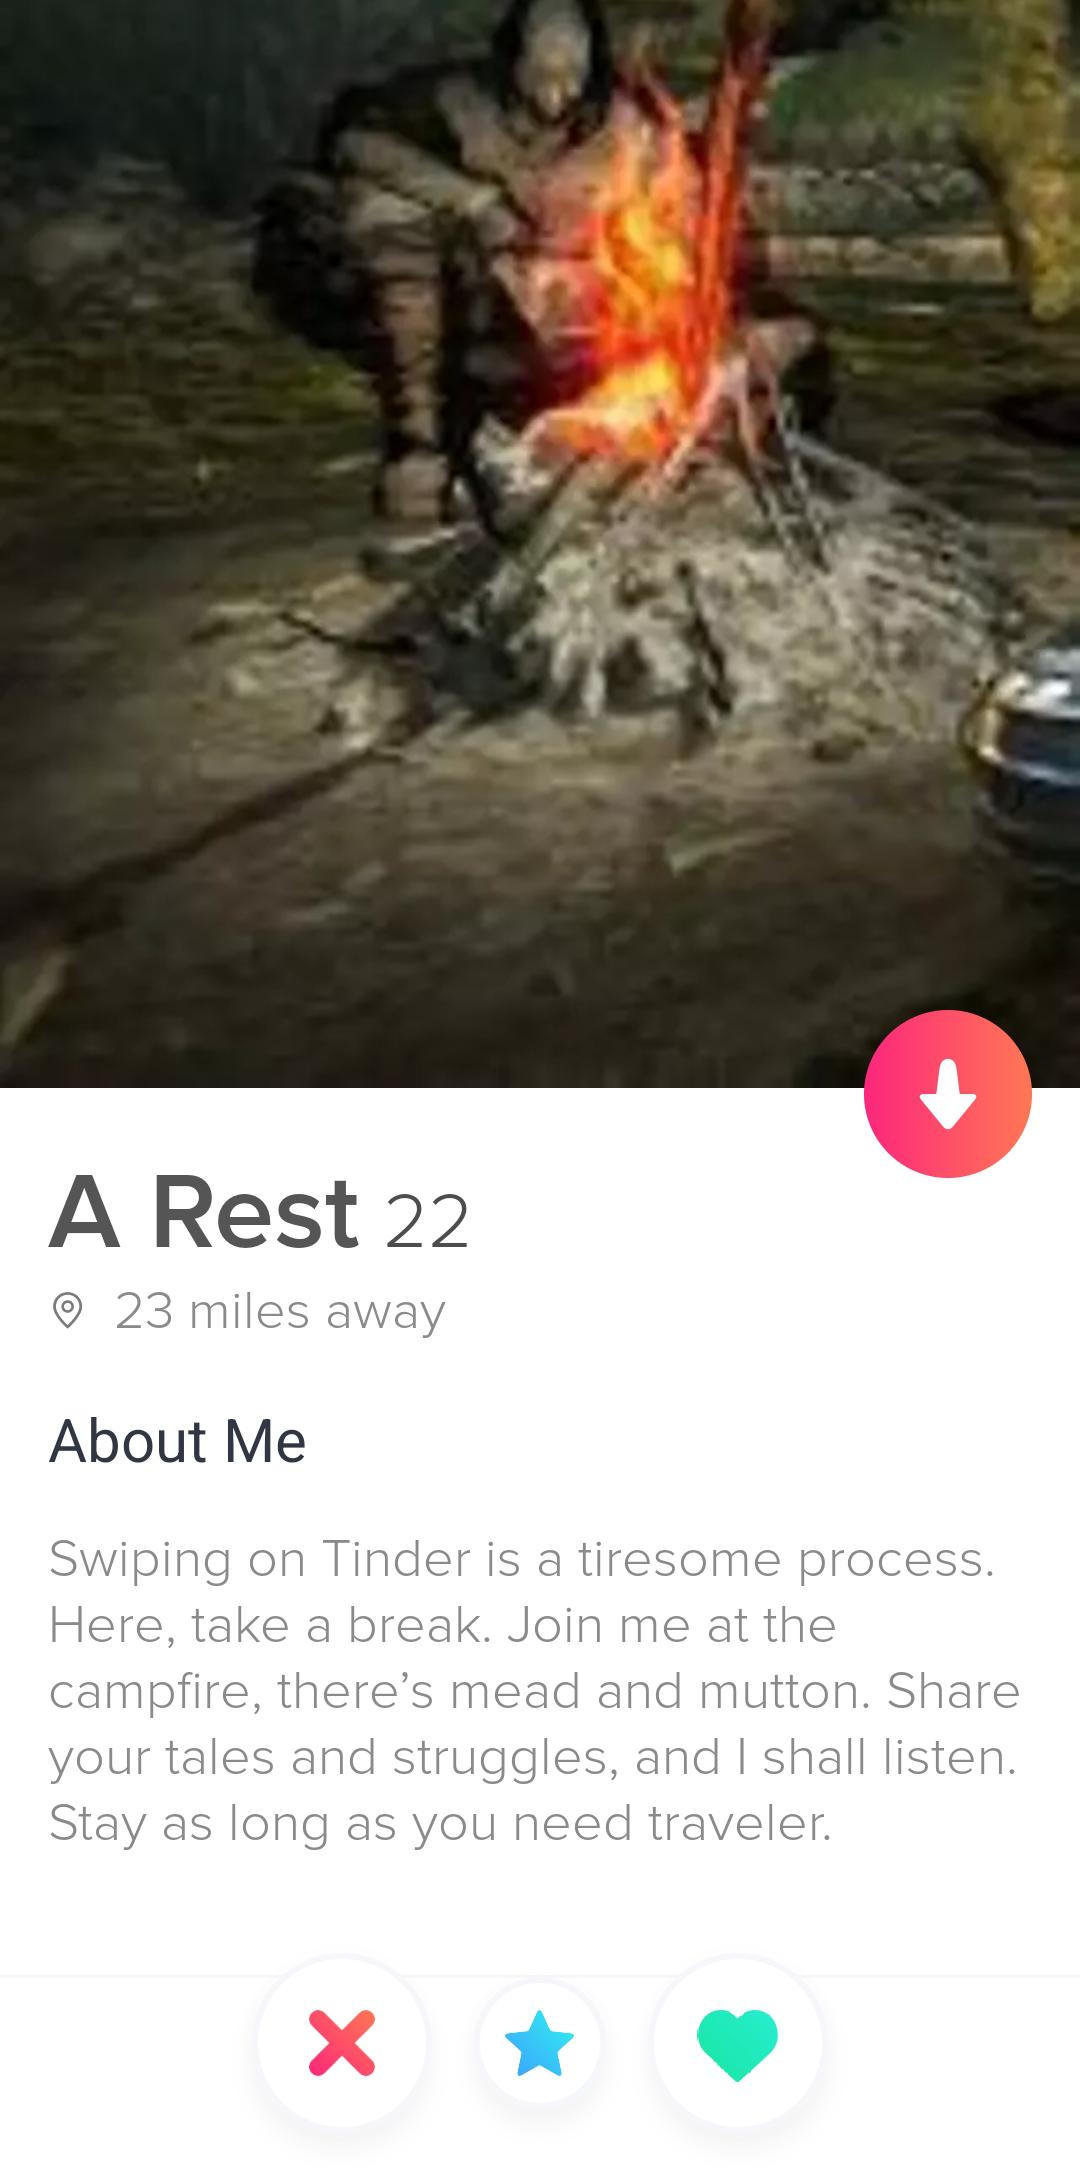 A Rest 22
23 miles away
About Me
Swiping on Tinder is a tiresome process.
Here, take a break. Join me at the
campfire, there’s mead and mutton. Share
your tales and struggles, and I shall listen.
Stay as long as you need traveler.